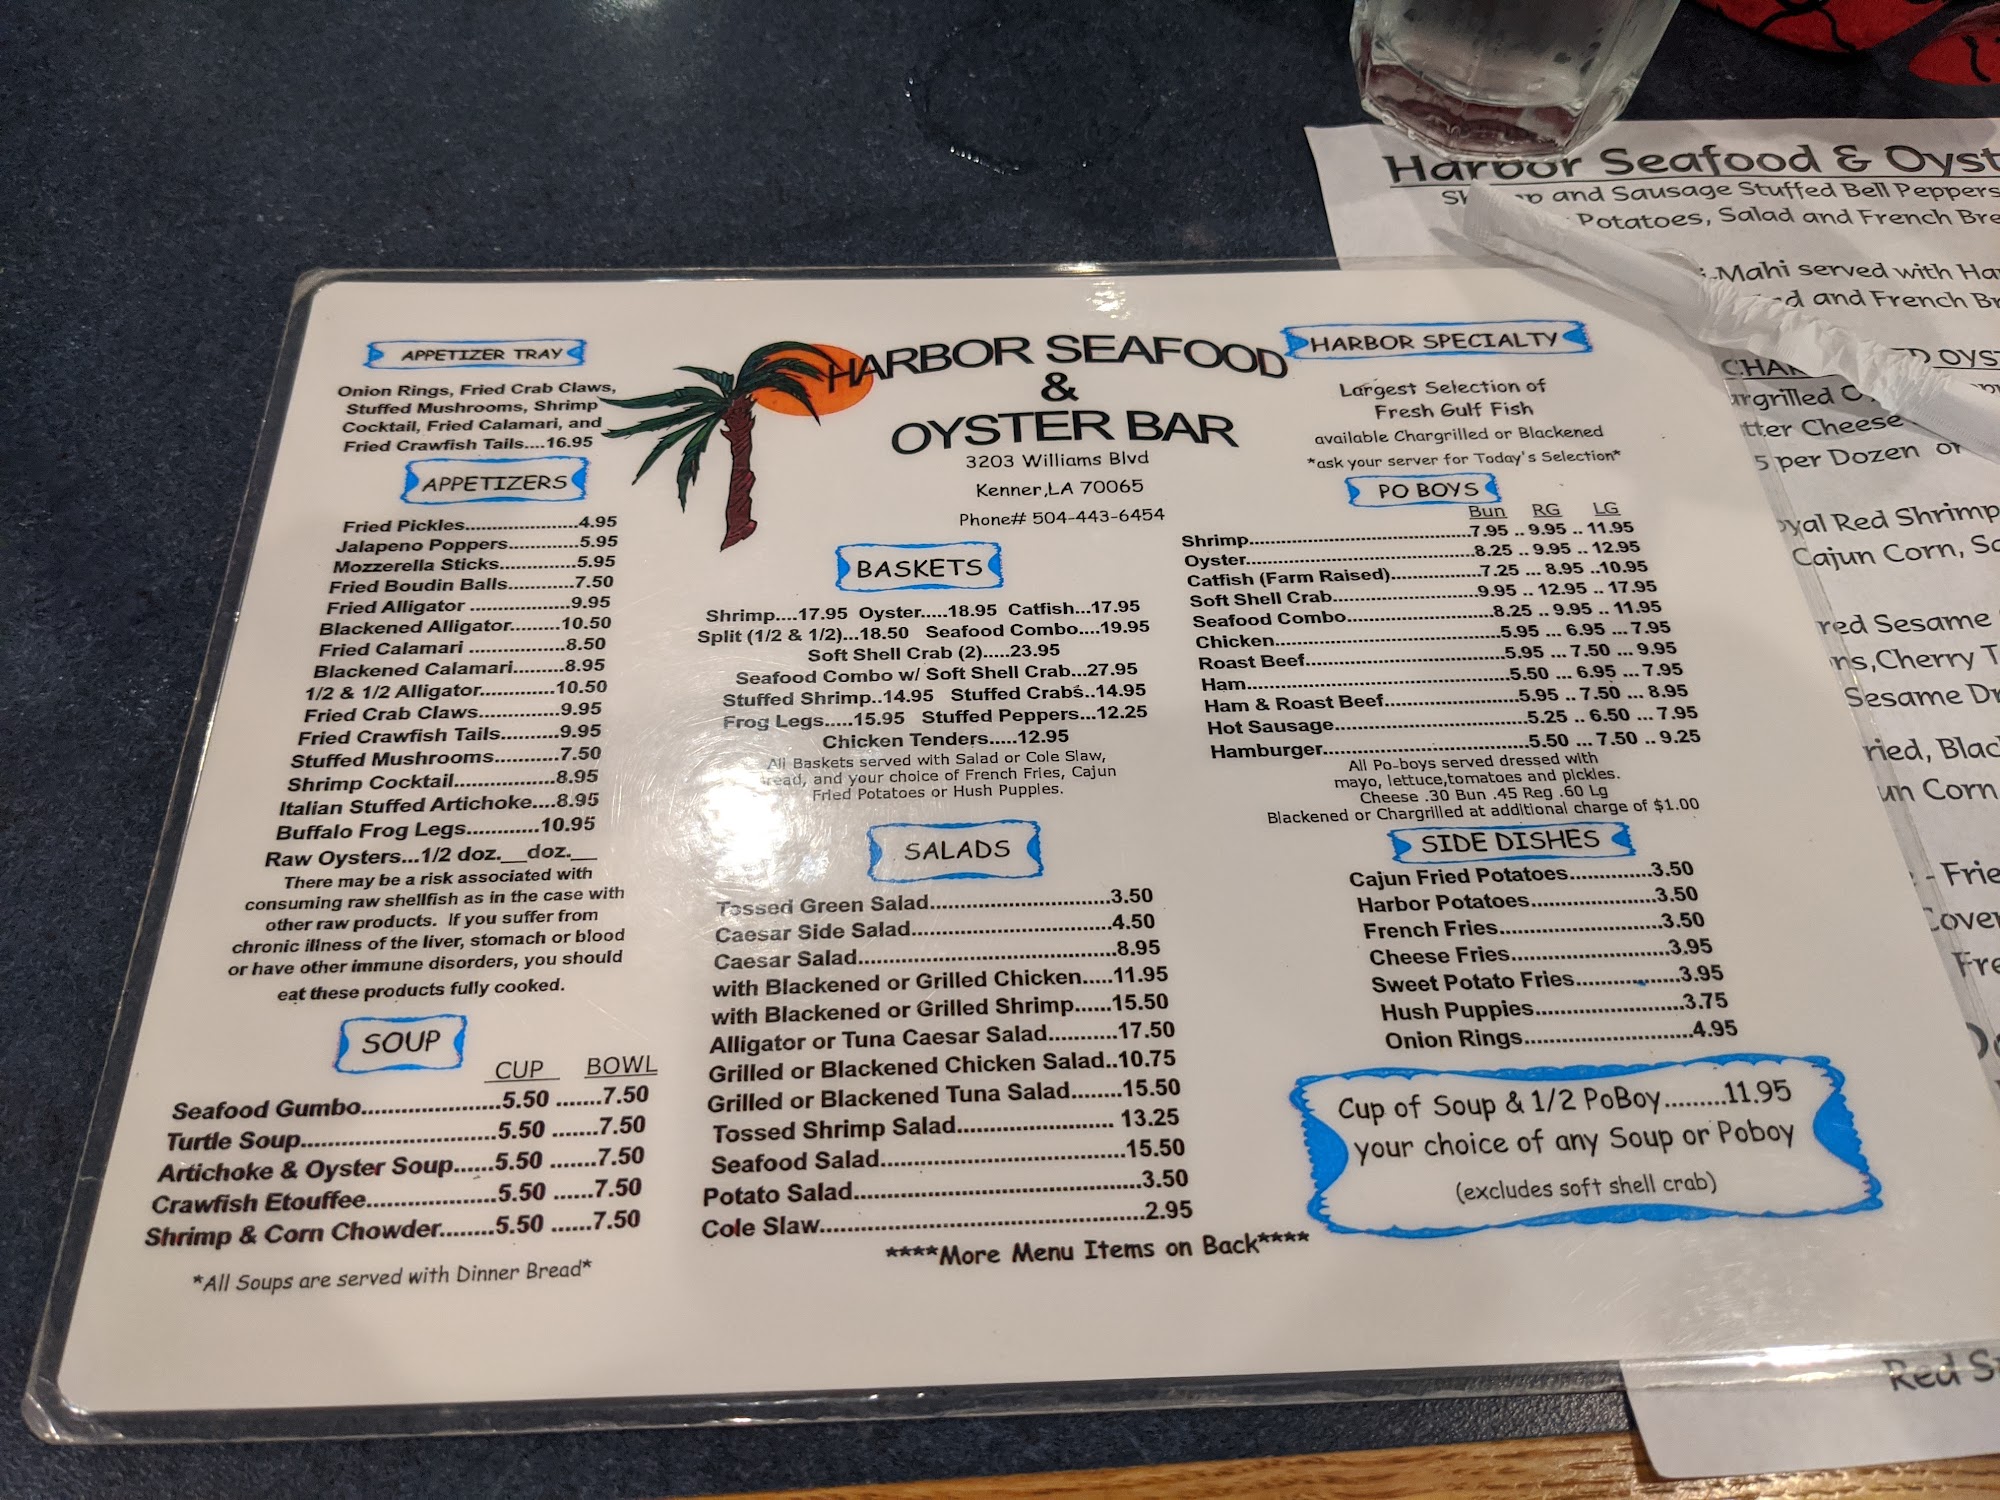 APPETIZER TRAY
Onion Rings, Fried Crab Claws,
Stuffed Mushrooms, Shrimp
Cocktail, Fried Calamari, and
Fried Crawfish Tails....16.95
APPETIZERS
Fried Pickles......................4.95
Jalapeno Poppers.............5.95
Mozzerella Sticks...............5.95
Fried Boudin Balls.............7.50
Fried Alligator ...................9.95
Blackened Alligator.........10.50
Fried Calamari ...................8.50
Blackened Calamari.........8.95
1/2 & 1/2 Alligator.............10.50
Fried Crab Claws..............9.95
Fried Crawfish Tails..........9.95
Stuffed Mushrooms...........7.50
Shrimp Cocktail.................8.95
Italian Stuffed Artichoke....8.95
Buffalo Frog Legs.............10.95
Raw Oysters...1/2 doz.__doz.__
There may be a risk associated with
consuming raw shellfish as in the case with
other raw products. If you suffer from
chronic illness of the liver, stomach or blood
or have other immune disorders, you should
eat these products fully cooked.
SOUP
CUP BOWL
Seafood Gumbo......................5.50 .......7.50
Turtle Soup...............................5.50 .......7.50
Artichoke & Oyster Soup......5.50 .......7.50
Crawfish Etouffee....................5.50 ......7.50
Shrimp & Corn Chowder........5.50 ......7.50
*All Soups are served with Dinner Bread*
HARBOR SEAFOOD
&
OYSTER BAR
3203 Williams Blvd
Kenner,LA 70065
Phone# 504-443-6454
BASKETS
Shrimp....17.95 Oyster.....18.95 Catfish...17.95
Split (1/2 & 1/2)...18.50 Seafood Combo....19.95
Soft Shell Crab (2).....23.95
Seafood Combo w/ Soft Shell Crab...27.95
Stuffed Shrimp..14.95 Stuffed Crabs..14.95
Frog Legs.....15.95 Stuffed Peppers...12.25
Chicken Tenders.....12.95
All Baskets served with Salad or Cole Slaw,
and your choice of French Fries, Cajun
Fried Potatoes or Hush Pupples.
SALADS
Tossed Green Salad..............................3.50
Caesar Side Salad.................................4.50
Caesar Salad...........................................8.95
with Blackened or Grilled Chicken.....11.95
with Blackened or Grilled Shrimp......15.50
Alligator or Tuna Caesar Salad...........17.50
Grilled or Blackened Chicken Salad..10.75
Grilled or Blackened Tuna Salad........15.50
Tossed Shrimp Salad......................... 13.25
Seafood Salad.......................................15.50
Potato Salad............................................3.50
Cole Slaw.................................................2.95
****More Menu Items on Back****
HARBOR SPECIALTY
Largest Selection of
Fresh Gulf Fish
available Chargrilled or Blackened
*ask your server for Today's Selection*
PO BOYS
Bun RG LG
Shrimp.......................................7.95 .. 9.95 .. 11.95
Oyster........................................8.25 .. 9.95 .. 12.95
Catfish (Farm Raised)................7.25 ... 8.95 ..10.95
Soft Shell Crab..........................9.95 .. 12.95 .. 17.95
Seafood Combo..........................8.25 .. 9.95 .. 11.95
Chicken........................................5.95 ... 6.95 ...7.95
Roast Beef...................................5.95 ... 7.50 ... 9.95
Ham..............................................5.50 ... 6.95 ... 7.95
Ham & Roast Beef........................5.95 .. 7.50 ... 8.95
Hot Sausage..................................5.25 .. 6.50 ... 7.95
Hamburger....................................5.50 ... 7.50 .. 9.25
All Po-boys served dressed with
mayo, lettuce,tomatoes and pickles.
Cheese .30 Bun .45 Reg .60 Lg
Blackened or Chargrilled at additional charge of $1.00
SIDE DISHES
Cajun Fried Potatoes..............3.50
Harbor Potatoes.....................3.50
French Fries...........................3.50
Cheese Fries..........................3.95
Sweet Potato Fries..................3.95
Hush Puppies.........................3.75
Onion Rings...........................4.95
Cup of Soup & 1/2 PoBoy.........11.95
your choice of any Soup or Poboy
(excludes soft shell crab)
Harbor Seafood & Oyst
and Sausage Stuffed Bell Peppers
Potatoes, Salad and French Bre
Mahi served with Ha
and French Br
OYST
per Dozen or
Red Shrimp
Cajun Corn, Sa
Sesame
Cherry T
Sesame Dr
Blac
Corn
Frie
Fre
Red S